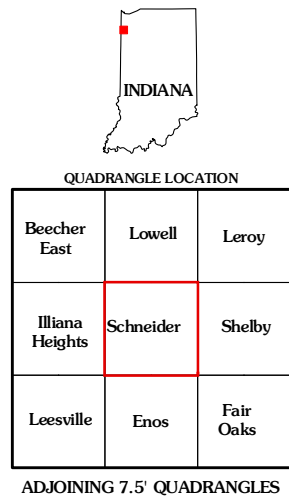 INDIANA
QUADRANGLE LOCATION
Beecher
East
Lowell
Leroy
Illiana
Heights
Schneider
Shelby
Leesville
Enos
Fair
Oaks
ADJOINING 7.5' QUADRANGLES